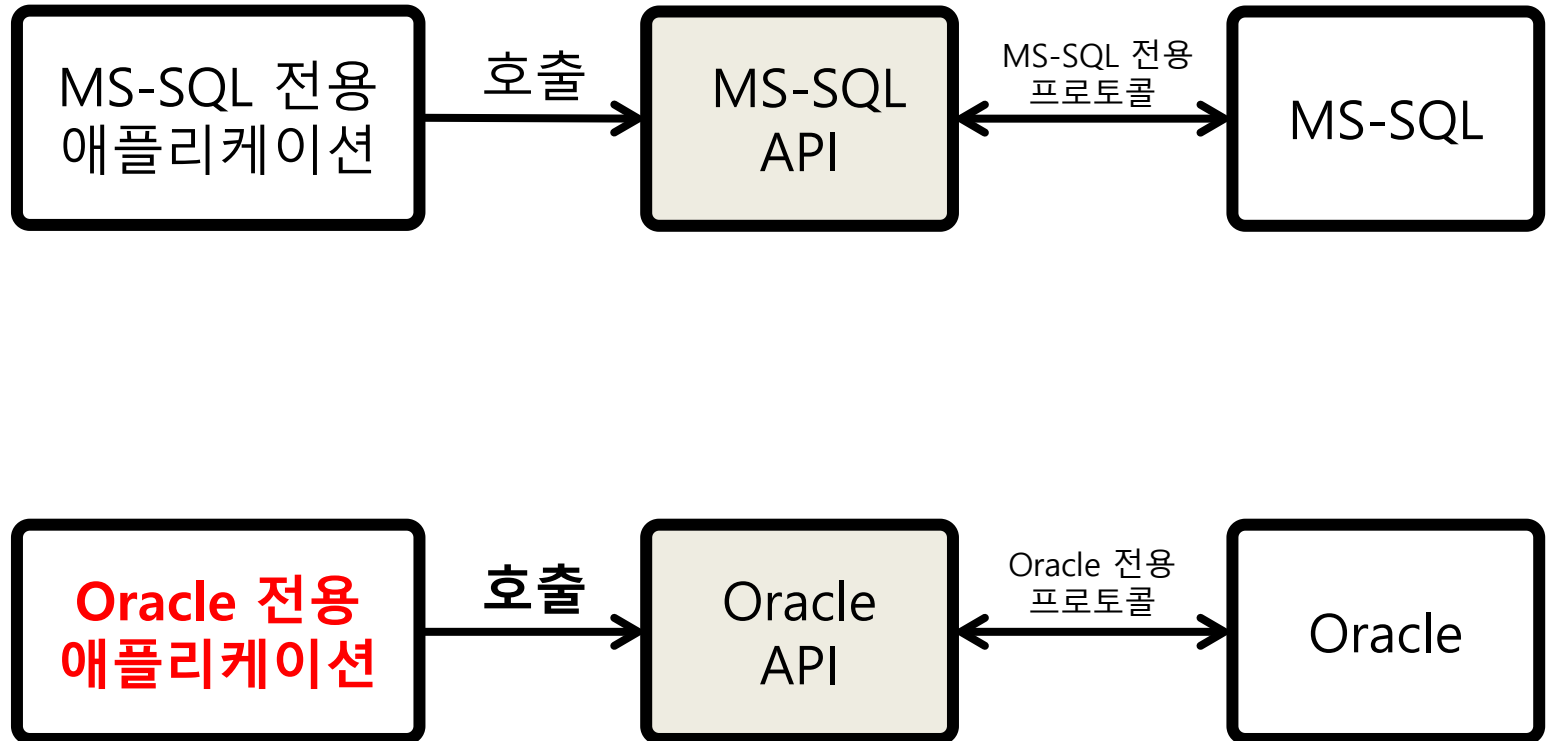 MS-SQL 전용
애플리케이션
호출
MS-SQL
API
MS-SQL 전용
프로토콜
MS-SQL
Oracle 전용
애플리케이션
호출
Oracle
API
Oracle 전용
프로토콜
Oracle